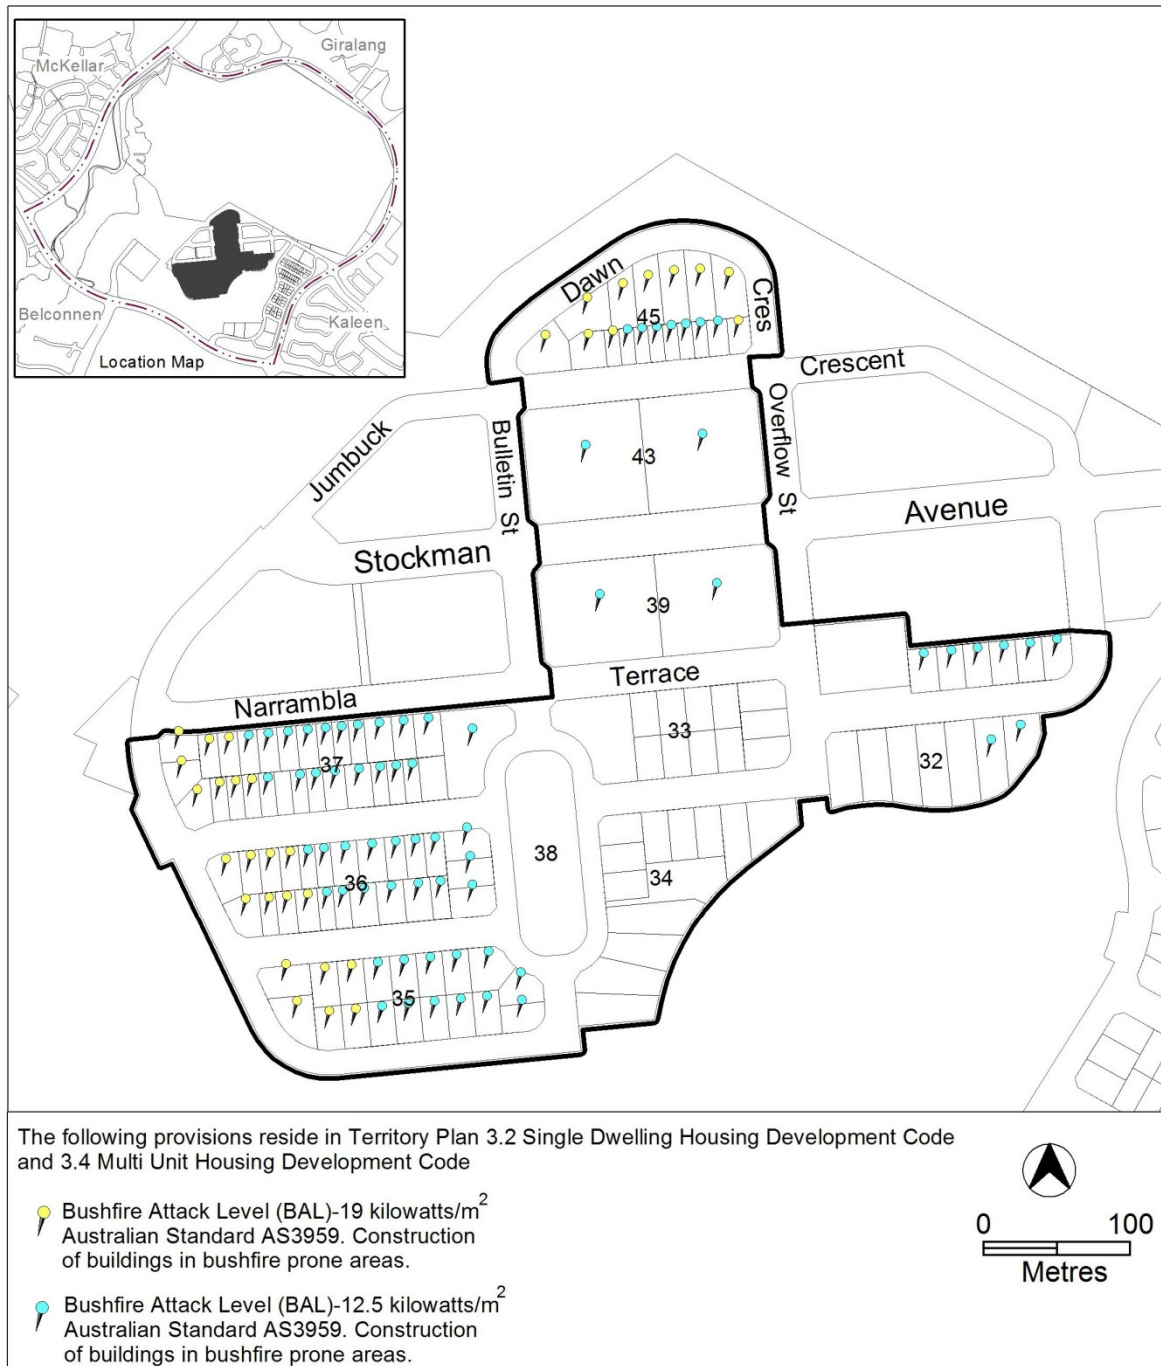 Giralang
McKellar
Belconnen
Kaleen
Location Map
Dawn
Cres
45
Crescent
Jumbuck
Bulletin St
Overflow St
43
Stockman
Avenue
39
Terrace
Narrambla
33
37
32
38
36
34
35
The following provisions reside in Territory Plan 3.2 Single Dwelling Housing Development Code
and 3.4 Multi Unit Housing Development Code
Bushfire Attack Level (BAL)-19 kilowatts/m²
Australian Standard AS3959. Construction
of buildings in bushfire prone areas.
Bushfire Attack Level (BAL)-12.5 kilowatts/m²
Australian Standard AS3959. Construction
of buildings in bushfire prone areas.
0 100
Metres